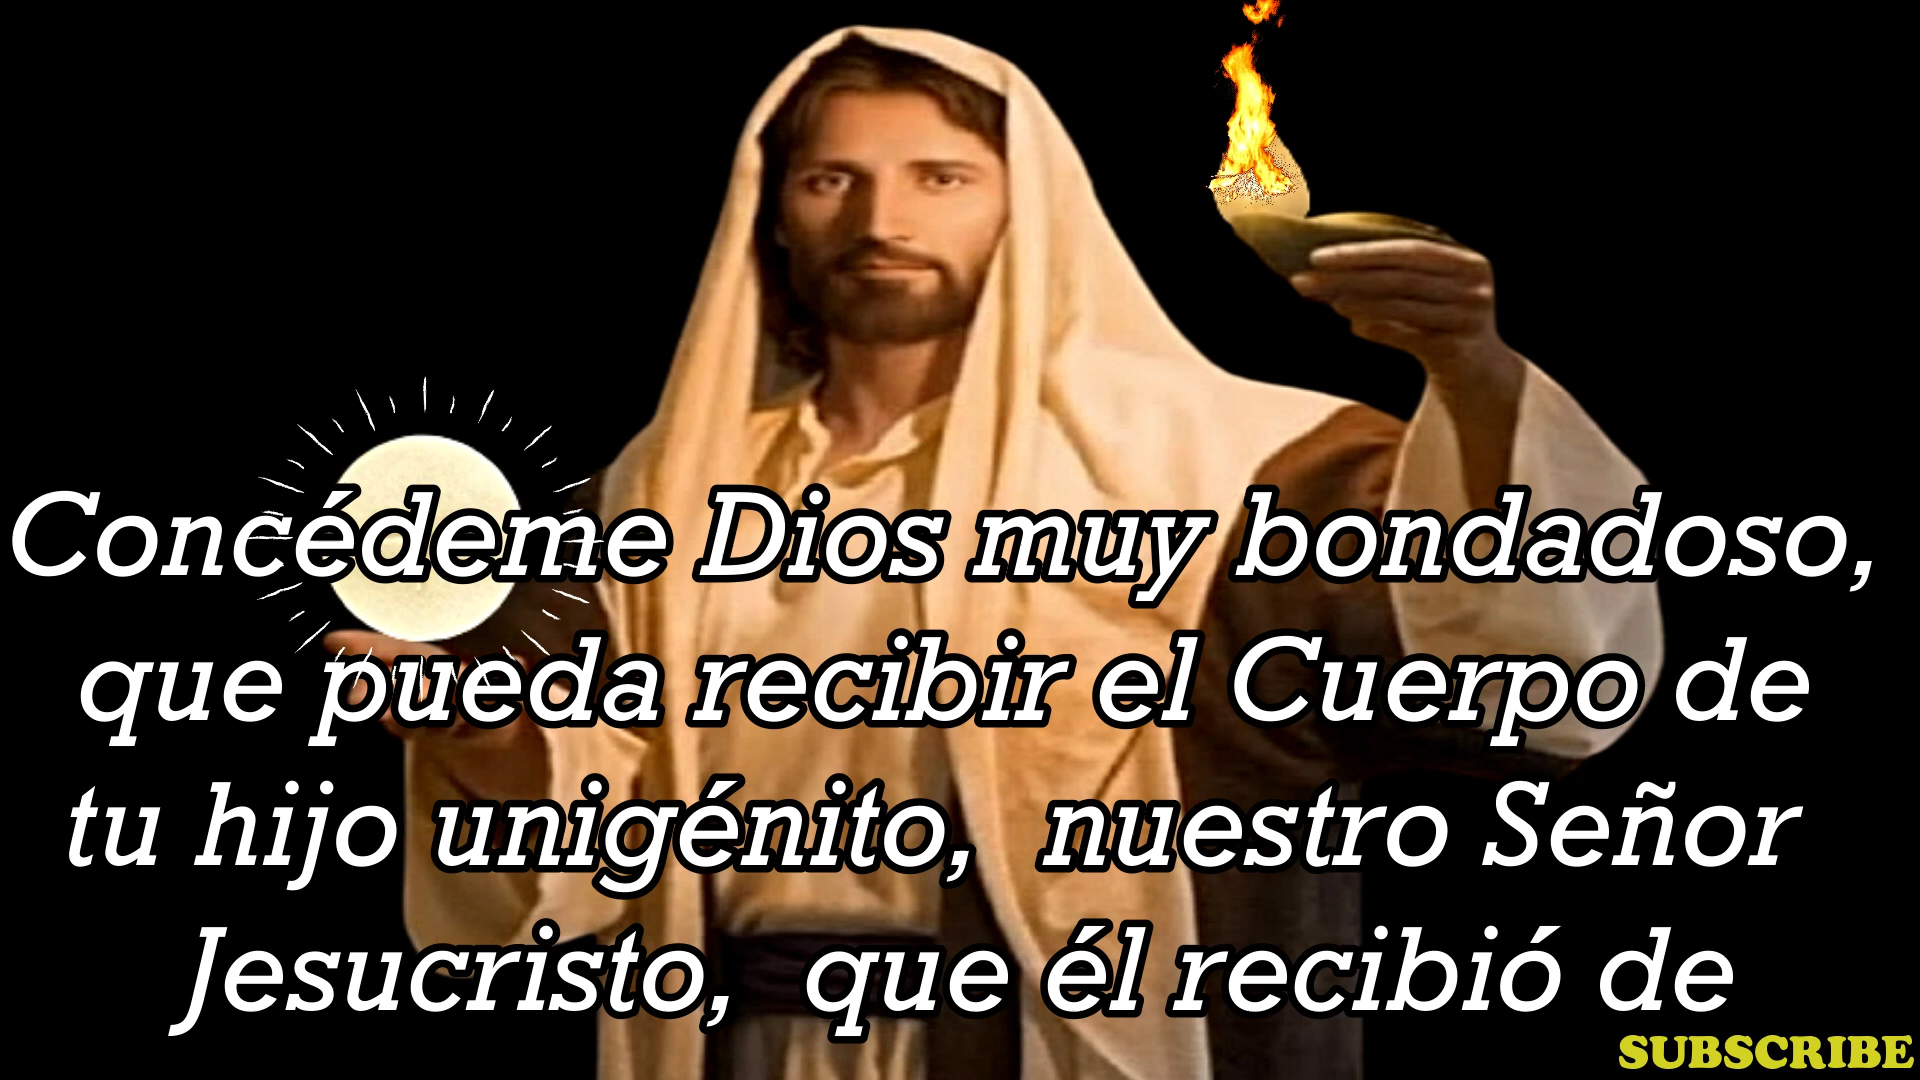 Concédeme Dios muy bondadoso,
que pueda recibir el Cuerpo de
tu hijo unigénito, nuestro Señor
Jesucristo, que él recibió de
SUBSCRIBE